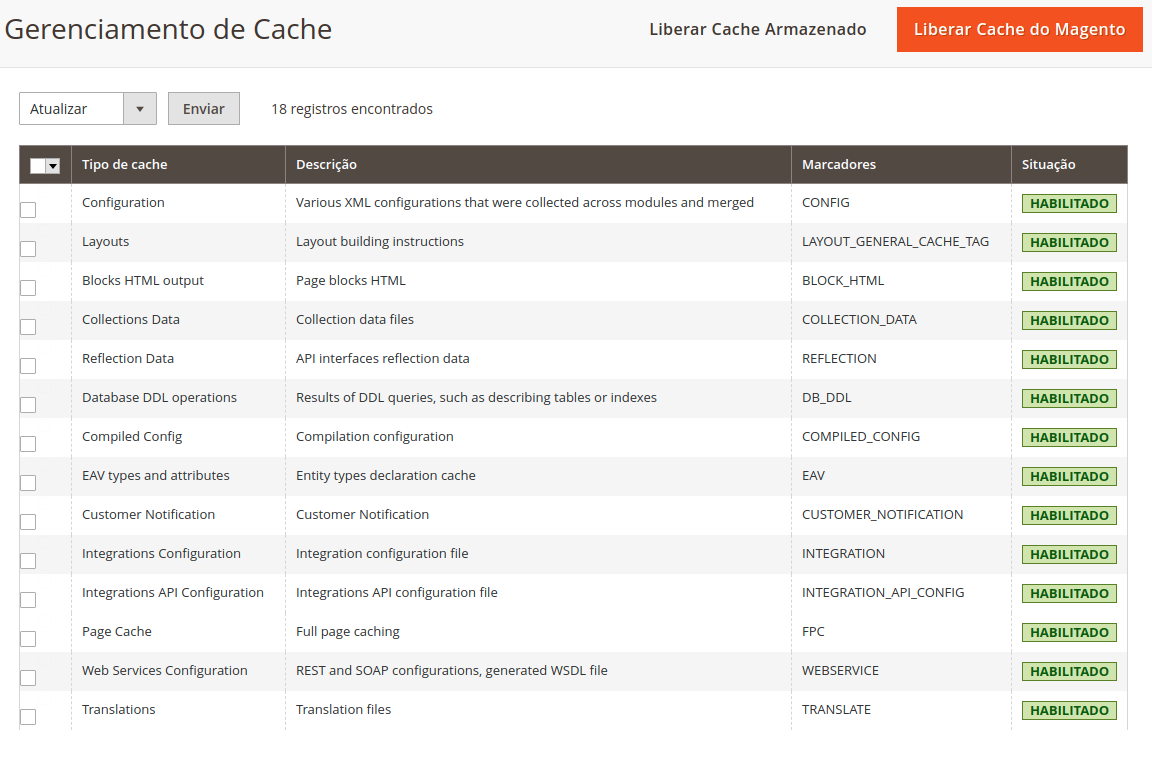 Gerenciamento de Cache Liberar Cache Armazenado Liberar Cache do Magento
Atualizar Enviar 18 registros encontrados
Tipo de cache Descrição Marcadores Situação
Configuration Various XML configurations that were collected across modules and merged CONFIG HABILITADO
Layouts Layout building instructions LAYOUT_GENERAL_CACHE_TAG HABILITADO
Blocks HTML output Page blocks HTML BLOCK_HTML HABILITADO
Collections Data Collection data files COLLECTION_DATA HABILITADO
Reflection Data API interfaces reflection data REFLECTION HABILITADO
Database DDL operations Results of DDL queries, such as describing tables or indexes DB_DDL HABILITADO
Compiled Config Compilation configuration COMPILED_CONFIG HABILITADO
EAV types and attributes Entity types declaration cache EAV HABILITADO
Customer Notification Customer Notification CUSTOMER_NOTIFICATION HABILITADO
Integrations Configuration Integration configuration file INTEGRATION HABILITADO
Integrations API Configuration Integrations API configuration file INTEGRATION_API_CONFIG HABILITADO
Page Cache Full page caching FPC HABILITADO
Web Services Configuration REST and SOAP configurations, generated WSDL file WEBSERVICE HABILITADO
Translations Translation files TRANSLATE HABILITADO